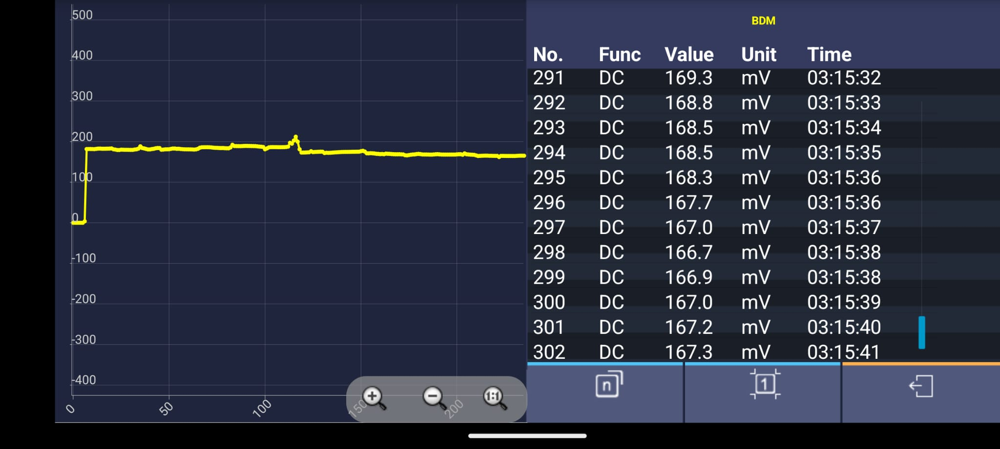 500
400
300
200
100
0
-100
-200
-300
-400
0 50 100 150 200
1:1
BDM
No. Func Value Unit Time
291 DC 169.3 mV 03:15:32
292 DC 168.8 mV 03:15:33
293 DC 168.5 mV 03:15:34
294 DC 168.5 mV 03:15:35
295 DC 168.3 mV 03:15:36
296 DC 167.7 mV 03:15:36
297 DC 167.0 mV 03:15:37
298 DC 166.7 mV 03:15:38
299 DC 166.9 mV 03:15:38
300 DC 167.0 mV 03:15:39
301 DC 167.2 mV 03:15:40
302 DC 167.3 mV 03:15:41
n 1